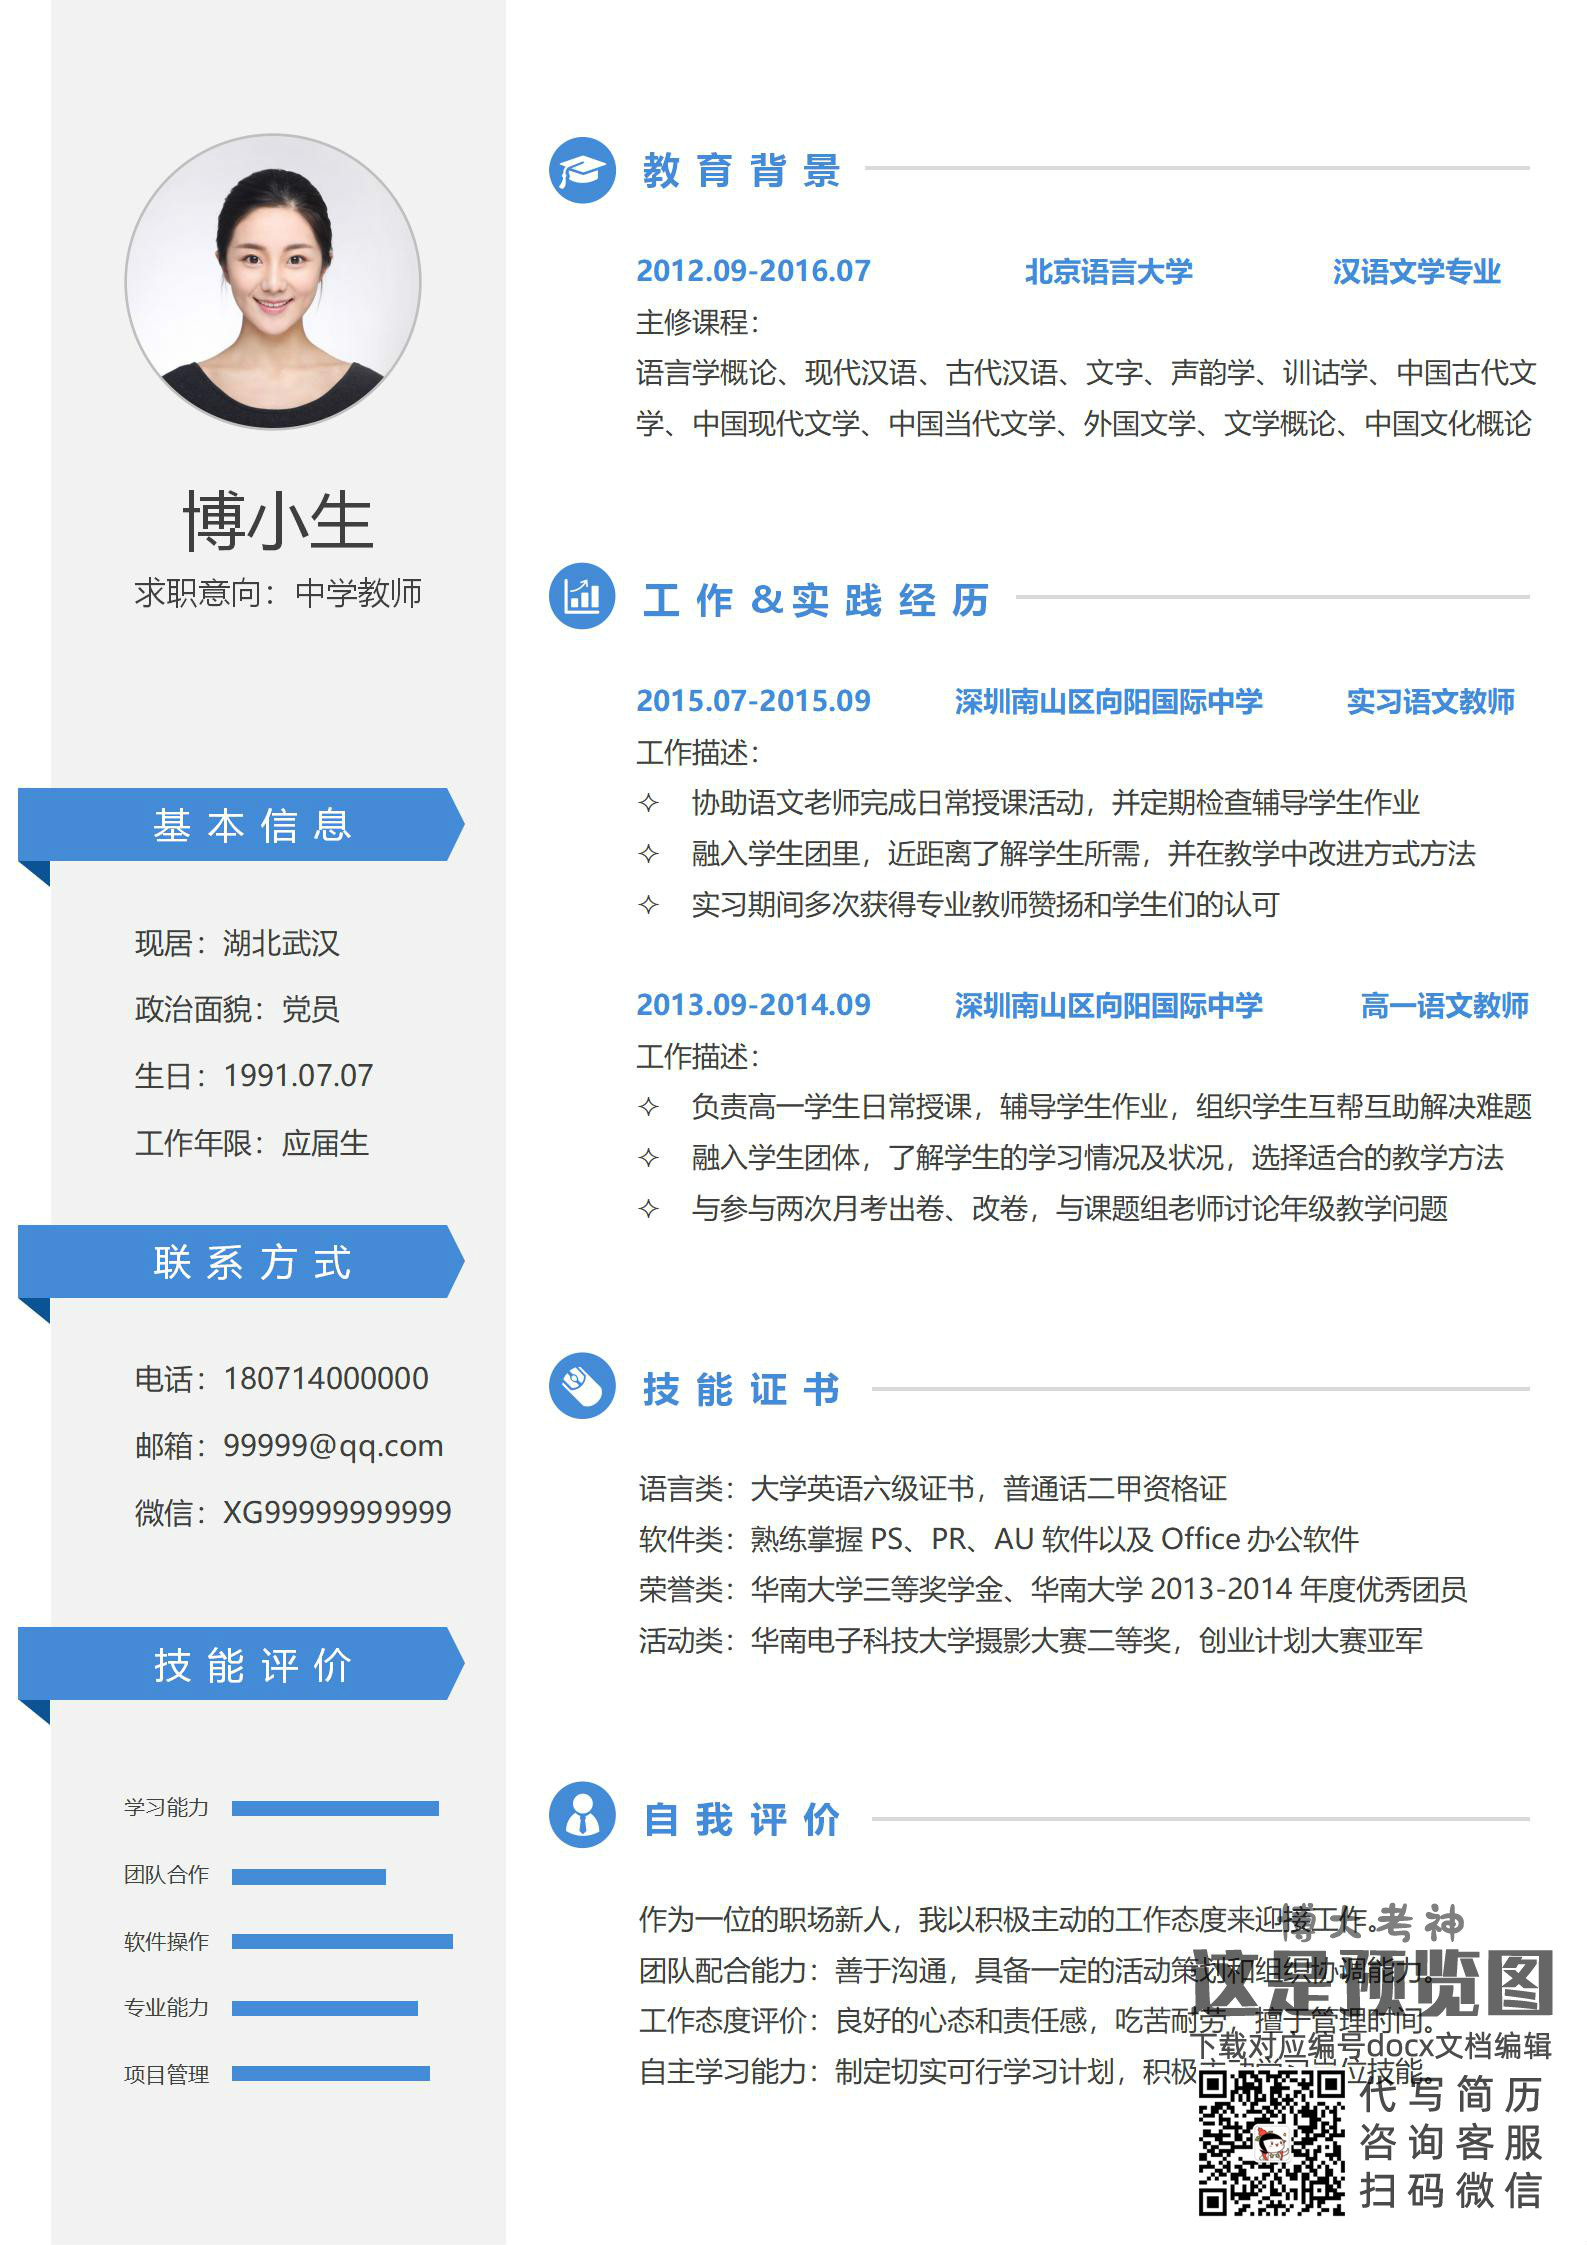 博小生
求职意向：中学教师
基本信息
现居：湖北武汉
政治面貌：党员
生日：1991.07.07
工作年限：应届生
联系方式
电话：180714000000
邮箱：99999@qq.com
微信：XG99999999999
技能评价
学习能力
团队合作
软件操作
专业能力
项目管理
教育背景
2012.09-2016.07 北京语言大学 汉语文学专业
主修课程：
语言学概论、现代汉语、古代汉语、文字、声韵学、训诂学、中国古代文
学、中国现代文学、中国当代文学、外国文学、文学概论、中国文化概论
工作&实践经历
2015.07-2015.09 深圳南山区向阳国际中学 实习语文教师
工作描述：
✧ 协助语文老师完成日常授课活动，并定期检查辅导学生作业
✧ 融入学生团里，近距离了解学生所需，并在教学中改进方式方法
✧ 实习期间多次获得专业教师赞扬和学生们的认可
2013.09-2014.09 深圳南山区向阳国际中学 高一语文教师
工作描述：
✧ 负责高一学生日常授课，辅导学生作业，组织学生互帮互助解决难题
✧ 融入学生团体，了解学生的学习情况及状况，选择适合的教学方法
✧ 与参与两次月考出卷、改卷，与课题组老师讨论年级教学问题
技能证书
语言类：大学英语六级证书，普通话二甲资格证
软件类：熟练掌握 PS、PR、AU 软件以及 Office 办公软件
荣誉类：华南大学三等奖学金、华南大学 2013-2014 年度优秀团员
活动类：华南电子科技大学摄影大赛二等奖，创业计划大赛亚军
自我评价
作为一位的职场新人，我以积极主动的工作态度来迎接工作。
团队配合能力：善于沟通，具备一定的活动策划和组织协调能力。
工作态度评价：良好的心态和责任感，吃苦耐劳，擅于管理时间。
自主学习能力：制定切实可行学习计划，积极位技能。
博大考神
这是预览图
下载对应编号docx文档编辑
代写简历
咨询客服
扫码微信